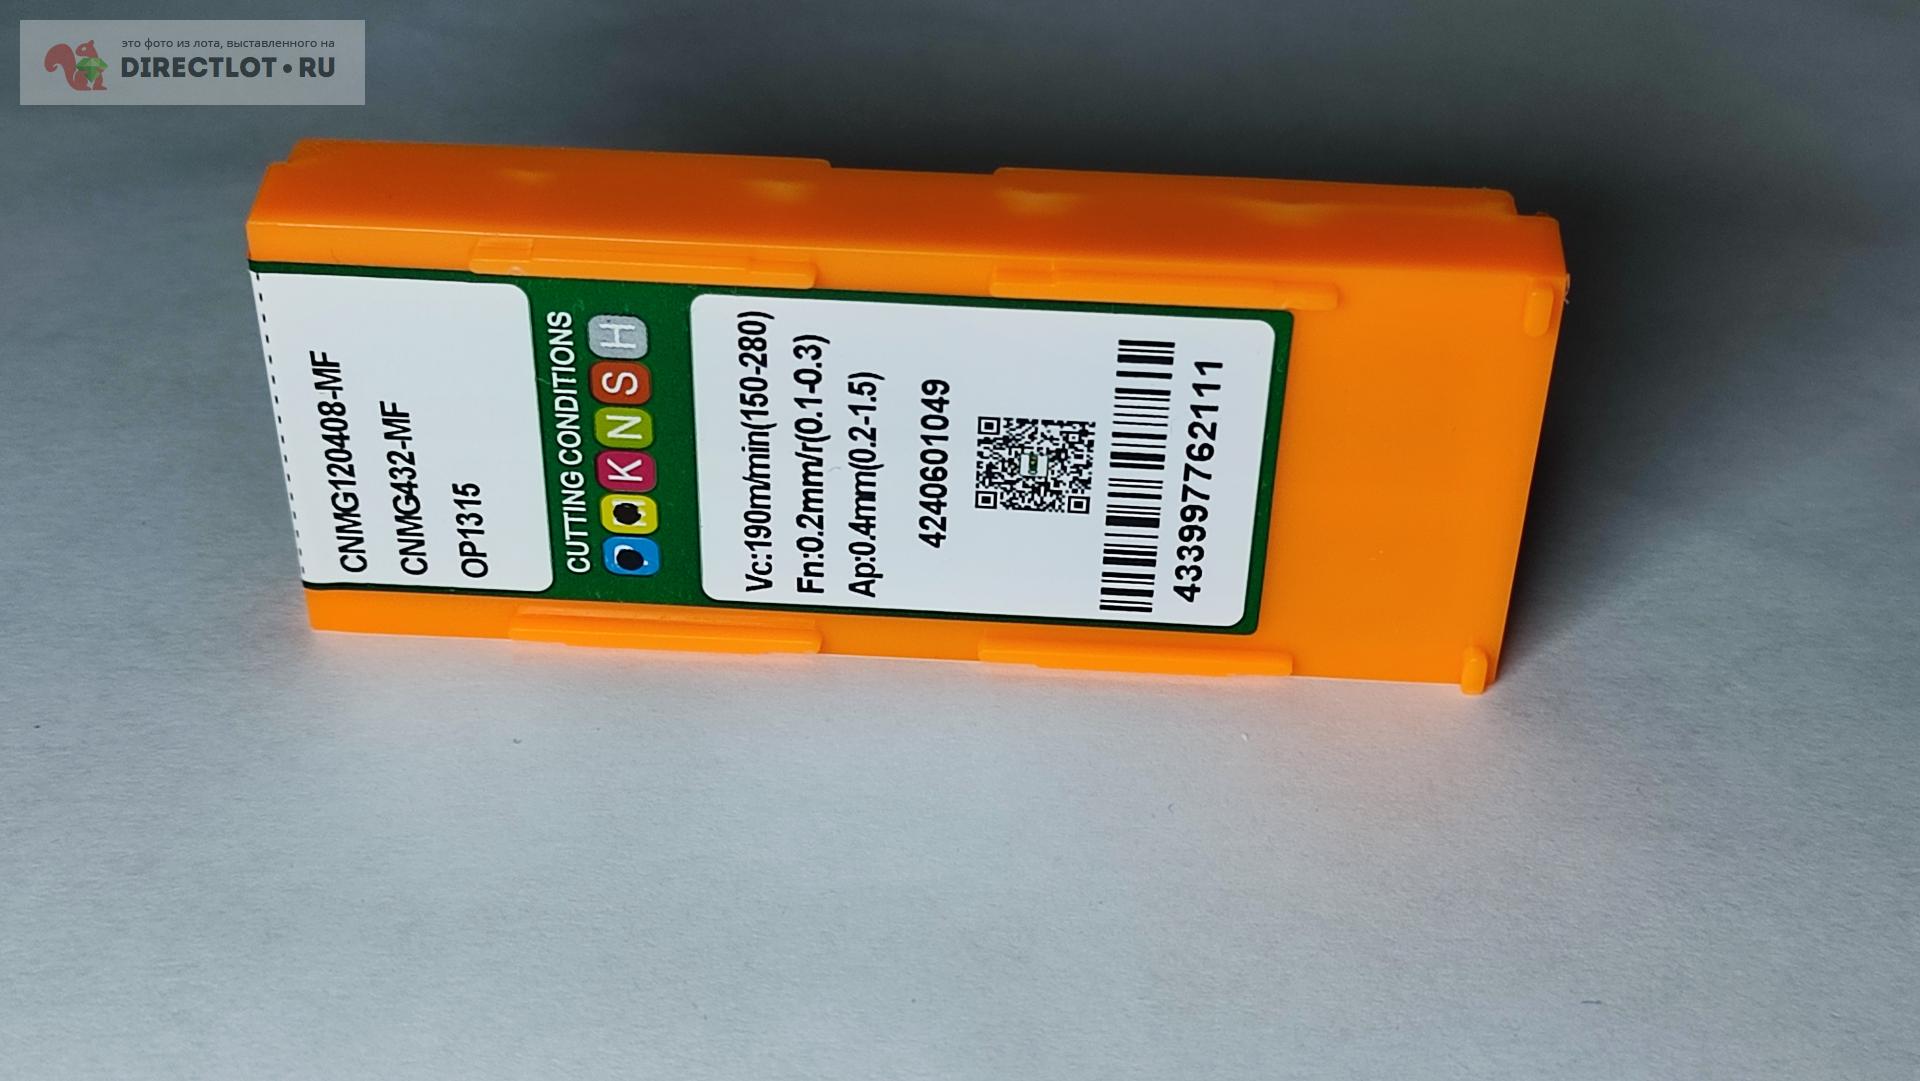 это фото из лота, выставленного на
DIRECTLOT•RU
CNMG120408-MF
CNMG432-MF
OP1315
CUTTING CONDITIONS
P M K N S H
Vc:190m/min(150-280)
Fn:0.2mm/r(0.1-0.3)
Ap:0.4mm(0.2-1.5)
4240601049
433997762111